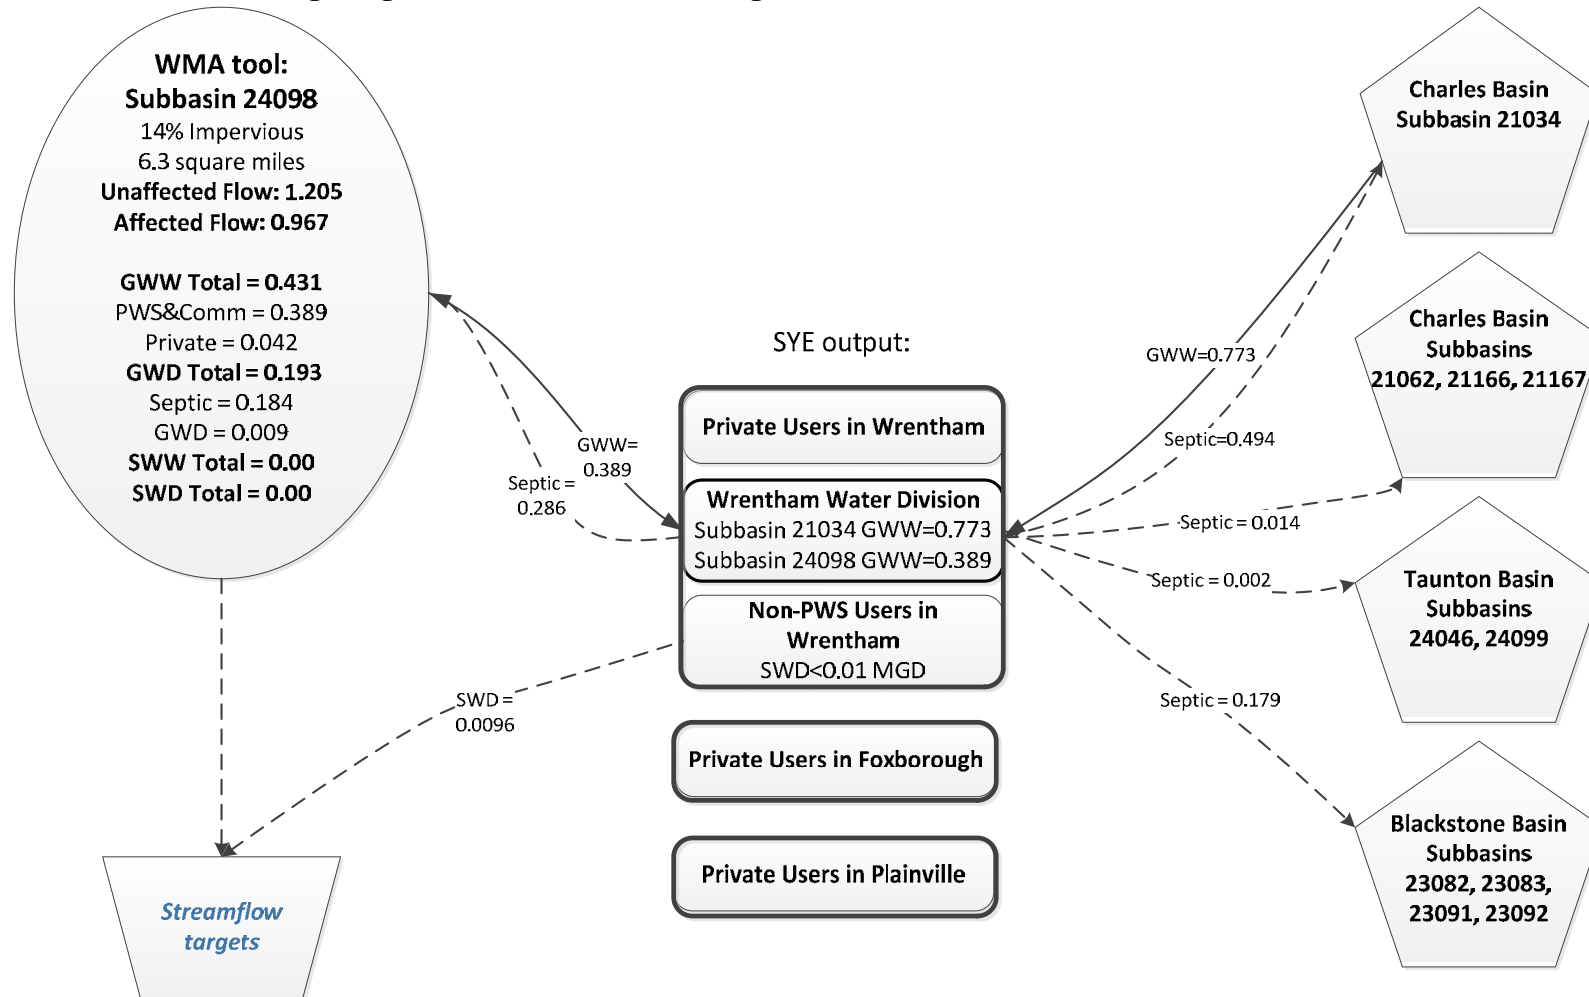 WMA tool:
Subbasin 24098
14% Impervious
6.3 square miles
Unaffected Flow: 1.205
Affected Flow: 0.967
GWW Total = 0.431
PWS&Comm = 0.389
Private = 0.042
GWD Total = 0.193
Septic = 0.184
GWD = 0.009
SWW Total = 0.00
SWD Total = 0.00
GWW=
0.389
Septic =
0.286
SYE output:
Private Users in Wrentham
Wrentham Water Division
Subbasin 21034 GWW=0.773
Subbasin 24098 GWW=0.389
Non-PWS Users in
Wrentham
SWD<0.01 MGD
SWD =
0.0096
Private Users in Foxborough
Private Users in Plainville
Streamflow
targets
GWW=0.773
Septic=0.494
Septic = 0.014
Septic = 0.002
Septic = 0.179
Charles Basin
Subbasin 21034
Charles Basin
Subbasins
21062, 21166, 21167
Taunton Basin
Subbasins
24046, 24099
Blackstone Basin
Subbasins
23082, 23083,
23091, 23092